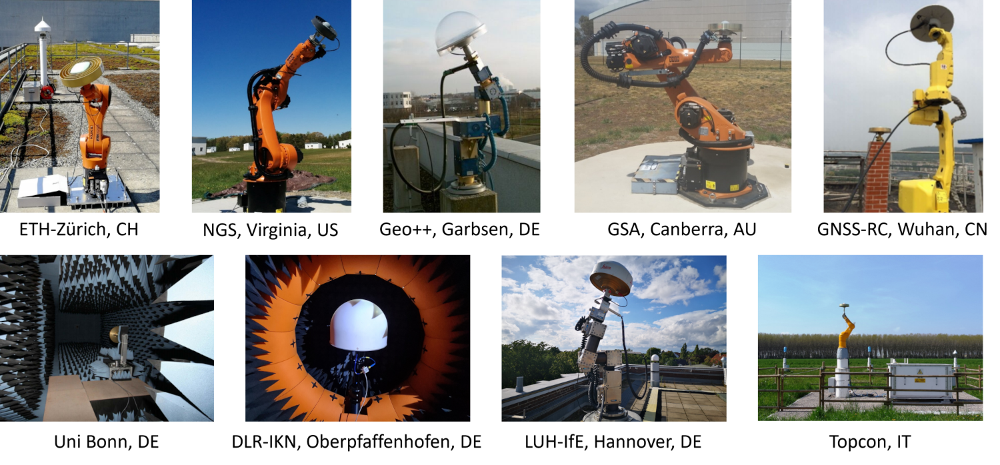 ETH-Zürich, CH
NGS, Virginia, US
Geo++, Garbsen, DE
GSA, Canberra, AU
GNSS-RC, Wuhan, CN
Uni Bonn, DE
DLR-IKN, Oberpfaffenhofen, DE
LUH-IfE, Hannover, DE
Topcon, IT